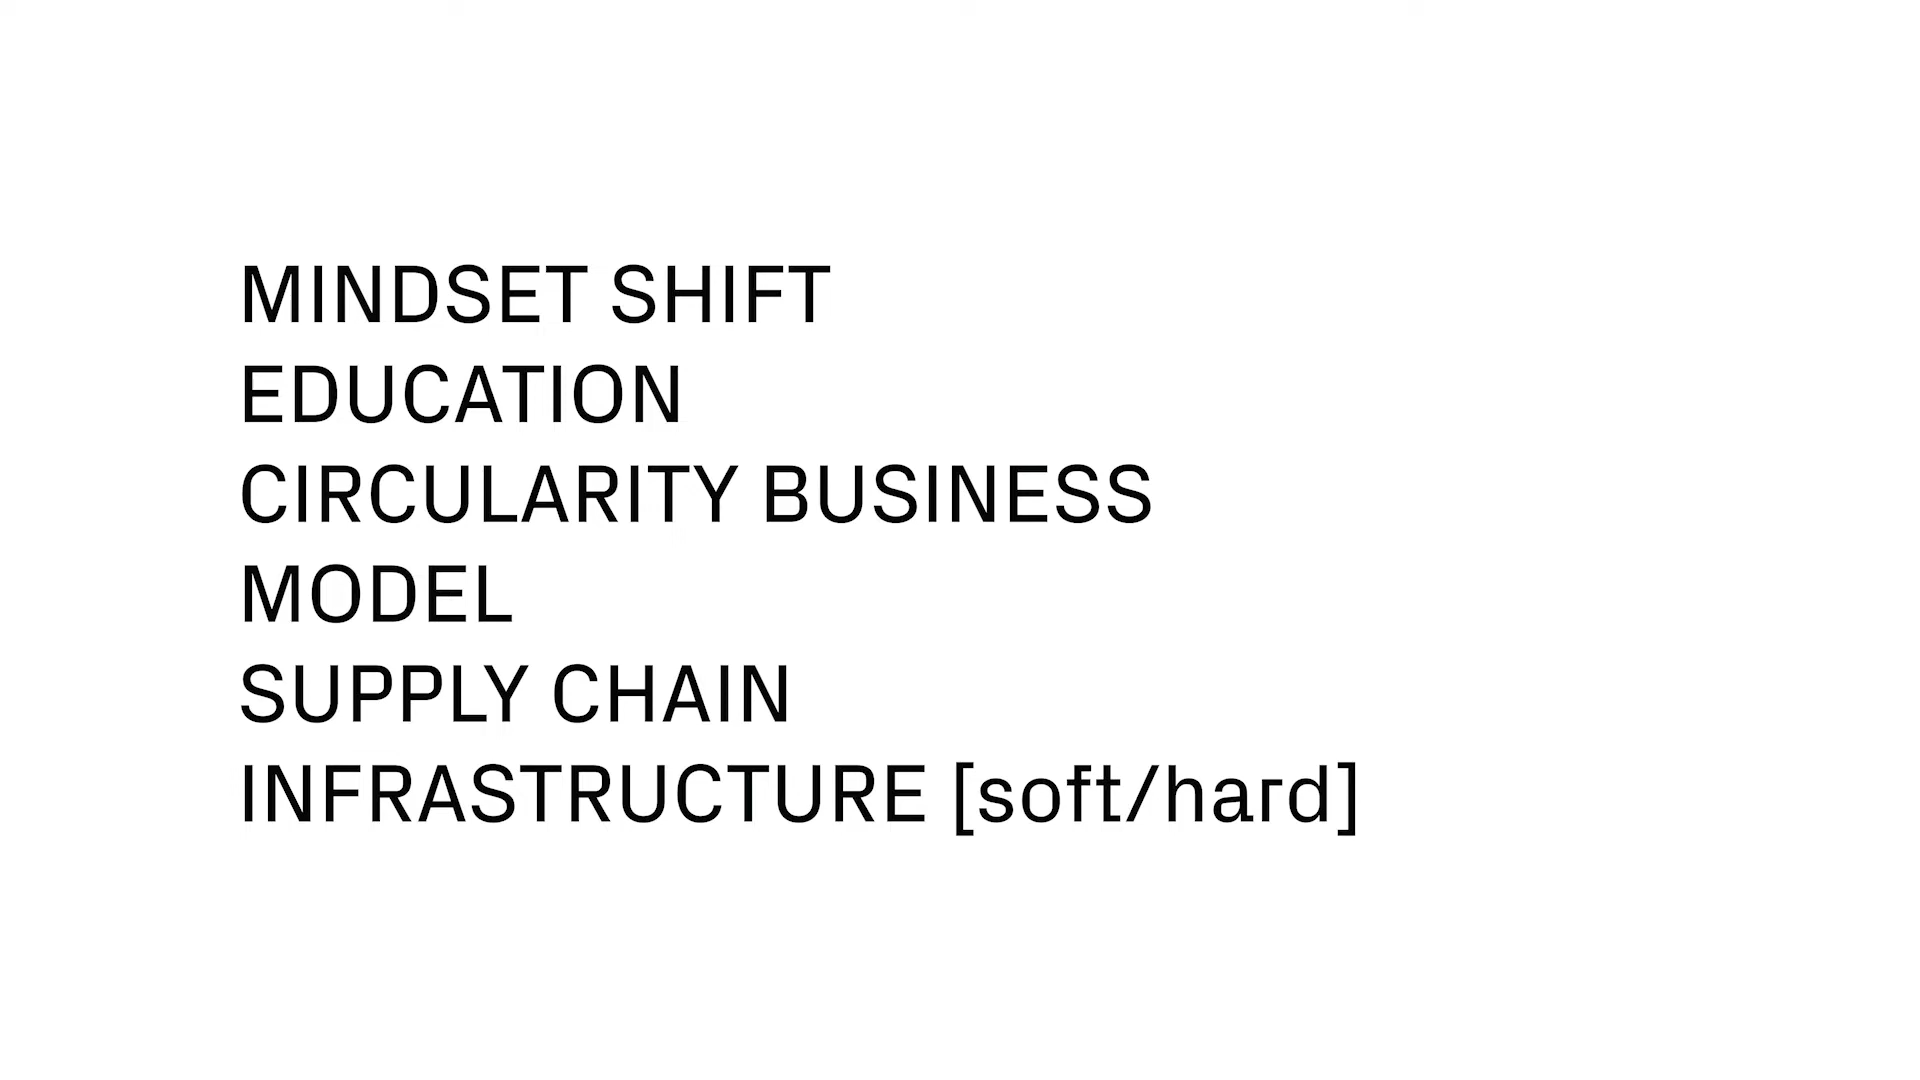 MINDSET SHIFT
EDUCATION
CIRCULARITY BUSINESS
MODEL
SUPPLY CHAIN
INFRASTRUCTURE [soft/hard]